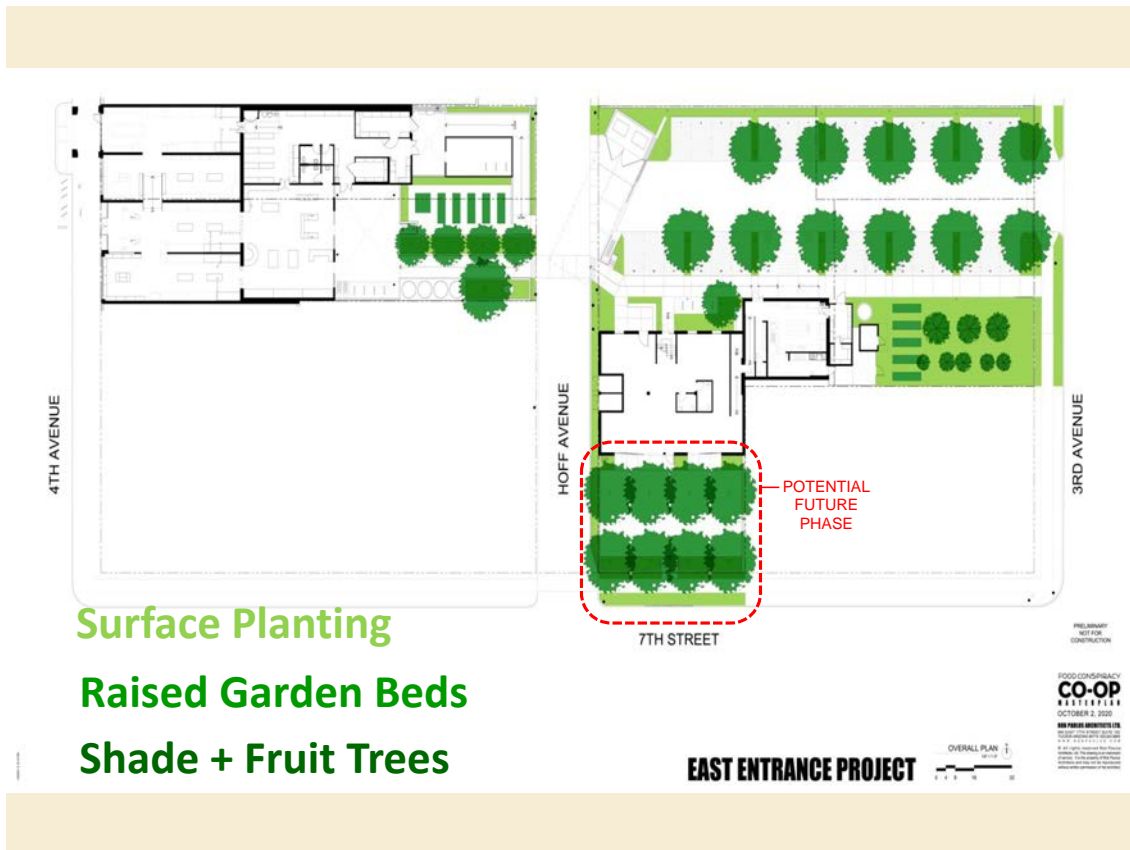 4TH AVENUE
HOFF AVENUE
3RD AVENUE
POTENTIAL
FUTURE
PHASE
7TH STREET
Surface Planting
Raised Garden Beds
Shade + Fruit Trees
PRELIMINARY
NOT FOR
CONSTRUCTION
FOOD CONSPIRACY
CO-OP
MASTERPLAN
OCTOBER 2, 2020
ROB PAULUS ARCHITECTS LTD.
OVERALL PLAN
EAST ENTRANCE PROJECT